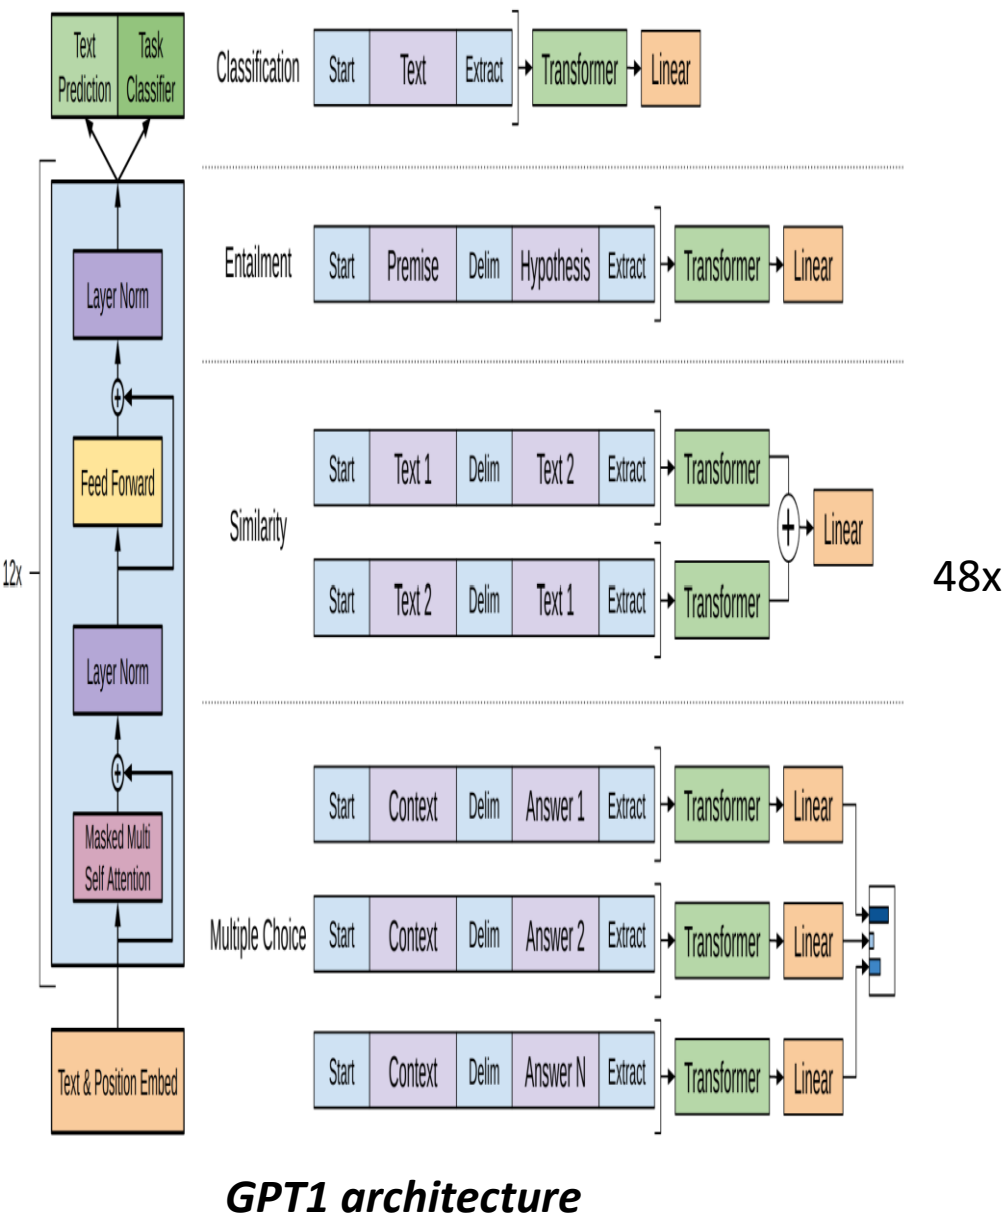 Text
Prediction
Task
Classifier
12x
Layer Norm
Feed Forward
Layer Norm
Masked Multi
Self Attention
Text & Position Embed
Classification
Start Text Extract Transformer Linear
Entailment
Start Premise Delim Hypothesis Extract Transformer Linear
Similarity
Start Text 1 Delim Text 2 Extract Transformer
+ Linear
Start Text 2 Delim Text 1 Extract Transformer
Multiple Choice
Start Context Delim Answer 1 Extract Transformer Linear
Start Context Delim Answer 2 Extract Transformer Linear
Start Context Delim Answer N Extract Transformer Linear
48x
GPT1 architecture